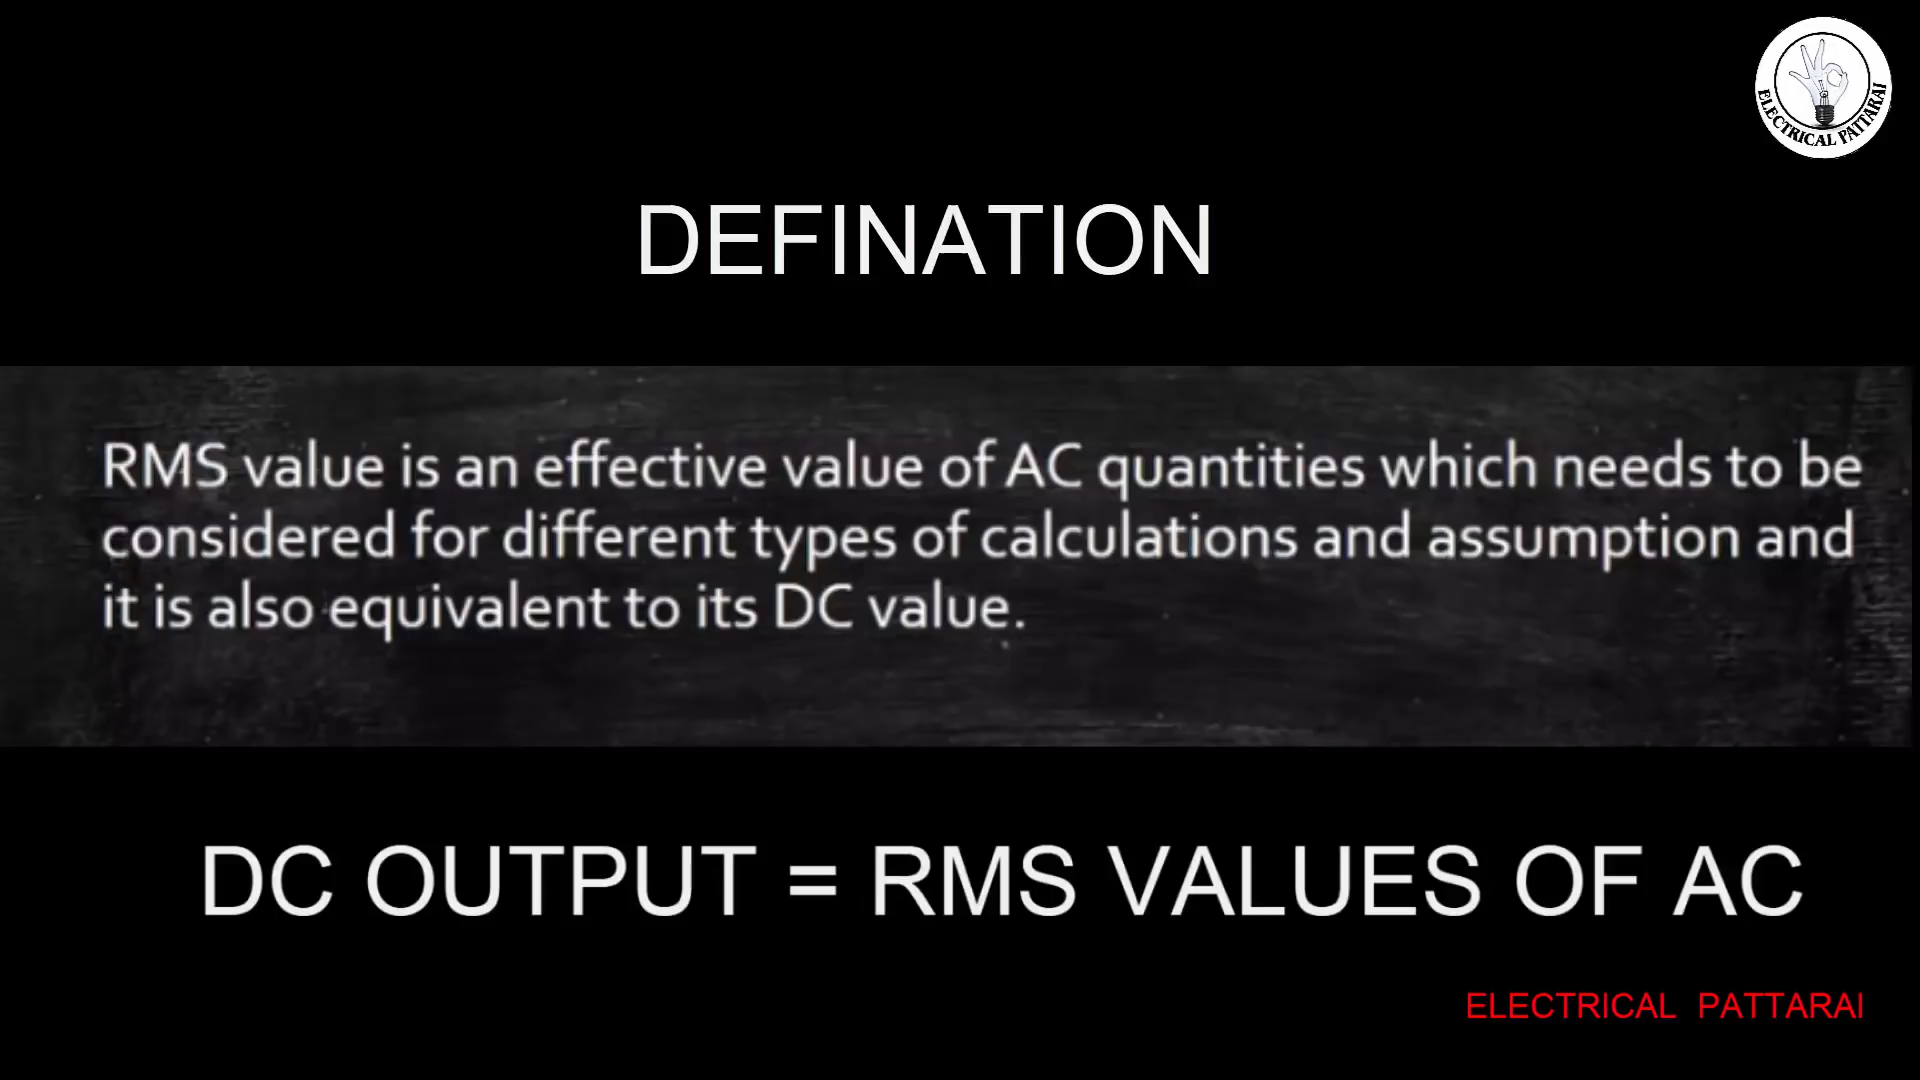 ELECTRICAL PATTARAI
DEFINATION
RMS value is an effective value of AC quantities which needs to be
considered for different types of calculations and assumption and
it is also equivalent to its DC value.
DC OUTPUT = RMS VALUES OF AC
ELECTRICAL PATTARAI